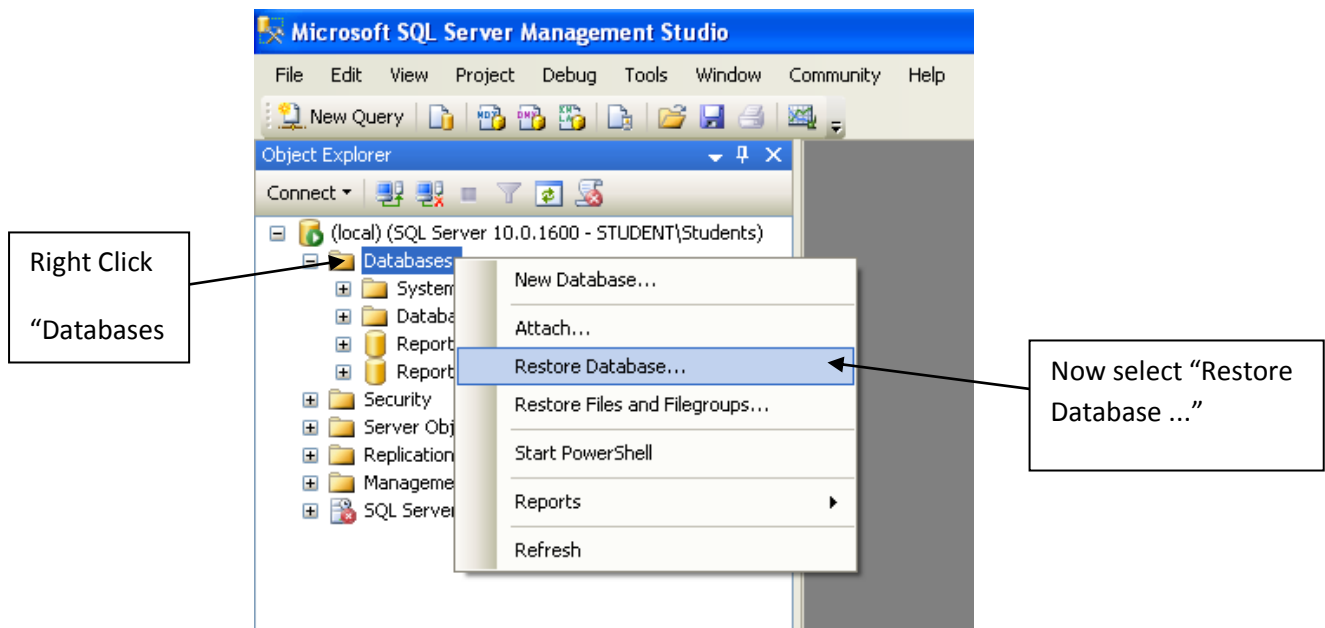 Microsoft SQL Server Management Studio
File Edit View Project Debug Tools Window Community Help
New Query
Object Explorer
Connect
(local) (SQL Server 10.0.1600 - STUDENT\Students)
Databases
System
Databa
Report
Report
Security
Server Obj
Replication
Manageme
SQL Server
New Database...
Attach...
Restore Database...
Restore Files and Filegroups...
Start PowerShell
Reports
Refresh
Right Click
“Databases
Now select “Restore
Database ...”